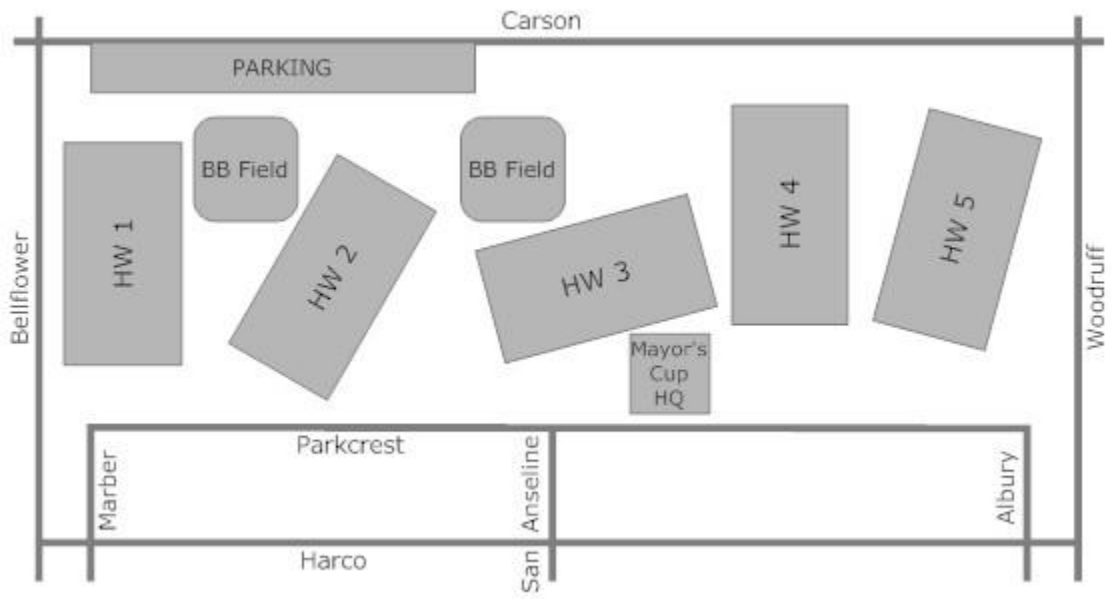 Carson
PARKING
BB Field
BB Field
HW 1
HW 2
HW 3
HW 4
HW 5
Bellflower
Woodruff
Mayor's
Cup
HQ
Parkcrest
Marber
San Anseline
Albury
Harco